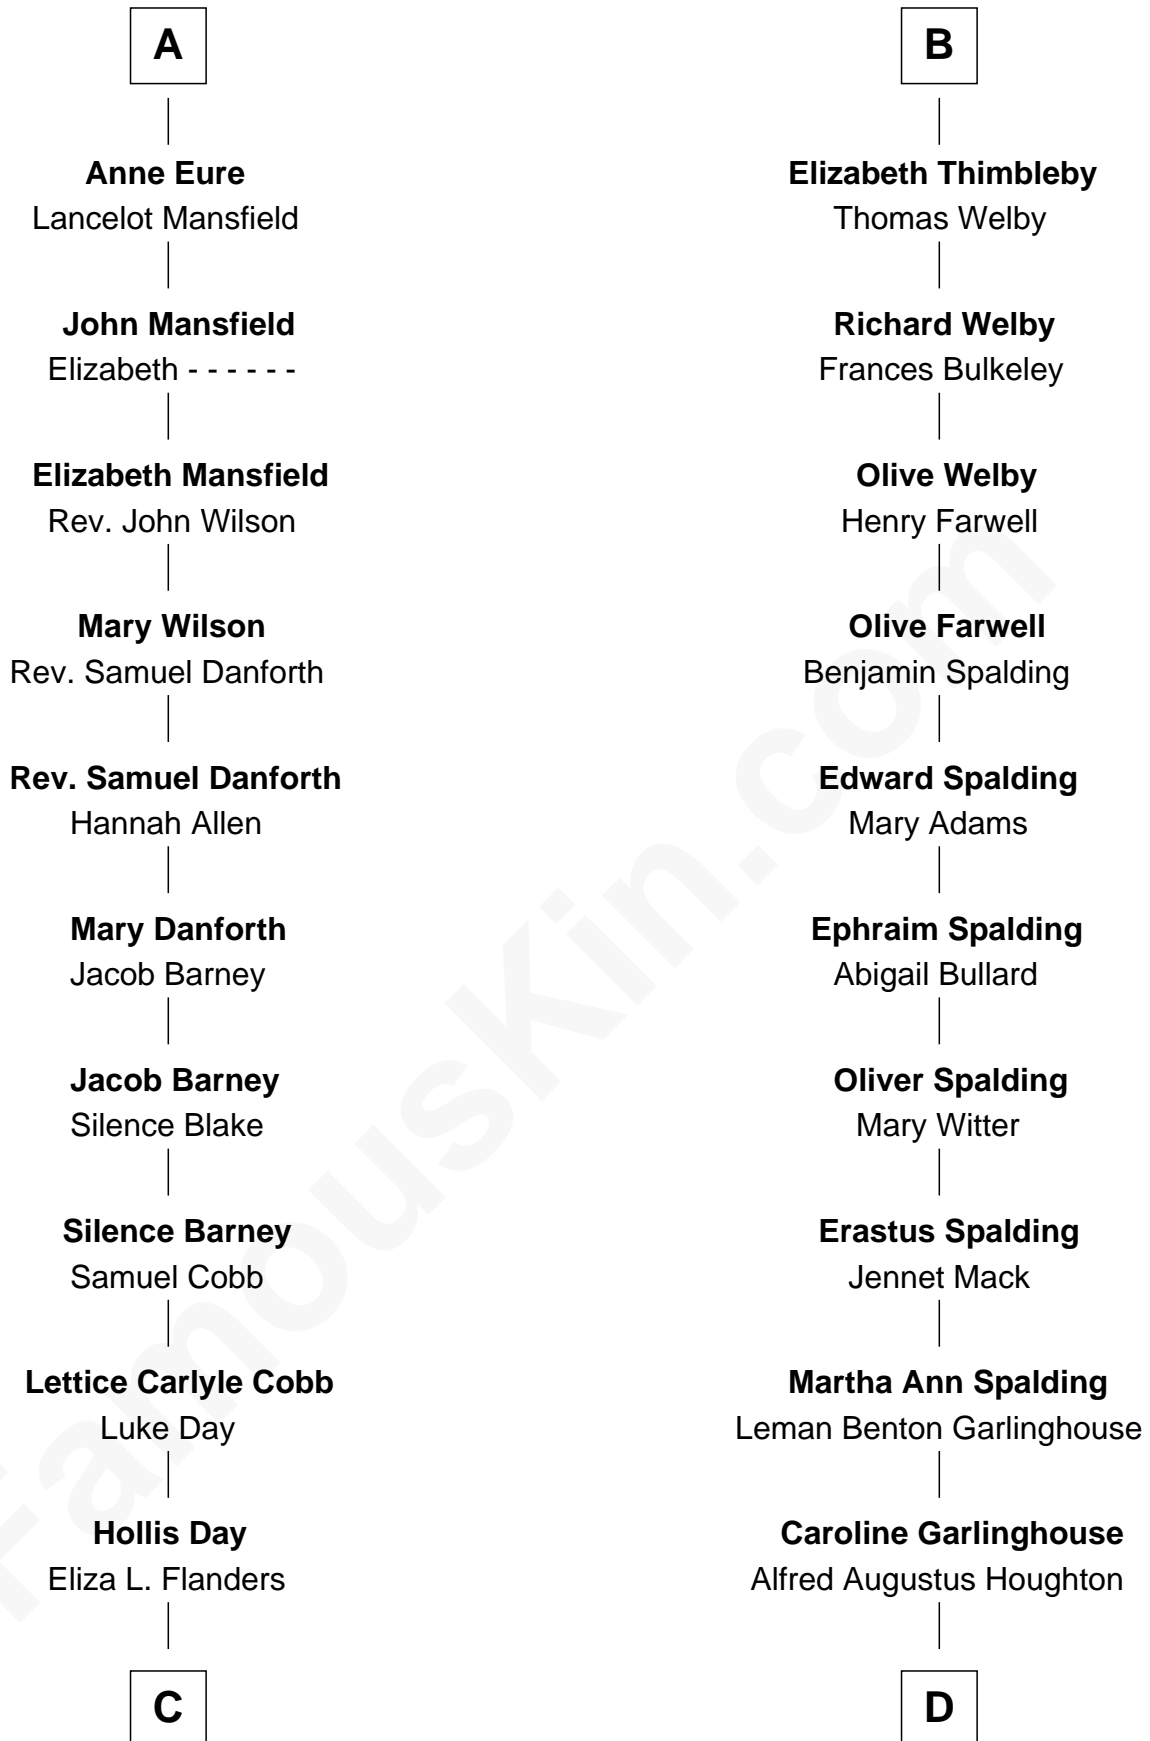 A
Anne Eure
Lancelot Mansfield
John Mansfield
Elizabeth - - - - - -
Elizabeth Mansfield
Rev. John Wilson
Mary Wilson
Rev. Samuel Danforth
Rev. Samuel Danforth
Hannah Allen
Mary Danforth
Jacob Barney
Jacob Barney
Silence Blake
Silence Barney
Samuel Cobb
Lettice Carlyle Cobb
Luke Day
Hollis Day
Eliza L. Flanders
C
B
Elizabeth Thimbleby
Thomas Welby
Richard Welby
Frances Bulkeley
Olive Welby
Henry Farwell
Olive Farwell
Benjamin Spalding
Edward Spalding
Mary Adams
Ephraim Spalding
Abigail Bullard
Oliver Spalding
Mary Witter
Erastus Spalding
Jennet Mack
Martha Ann Spalding
Leman Benton Garlinghouse
Caroline Garlinghouse
Alfred Augustus Houghton
D
FamousKin.com